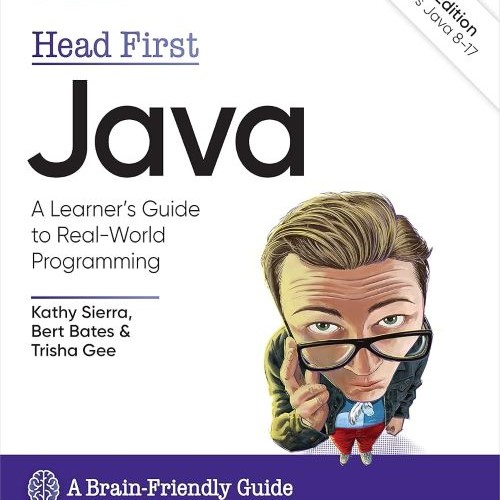 Edition
Java 8-17
Head First
Java
A Learner's Guide
to Real-World
Programming
Kathy Sierra,
Bert Bates &
Trisha Gee
A Brain-Friendly Guide